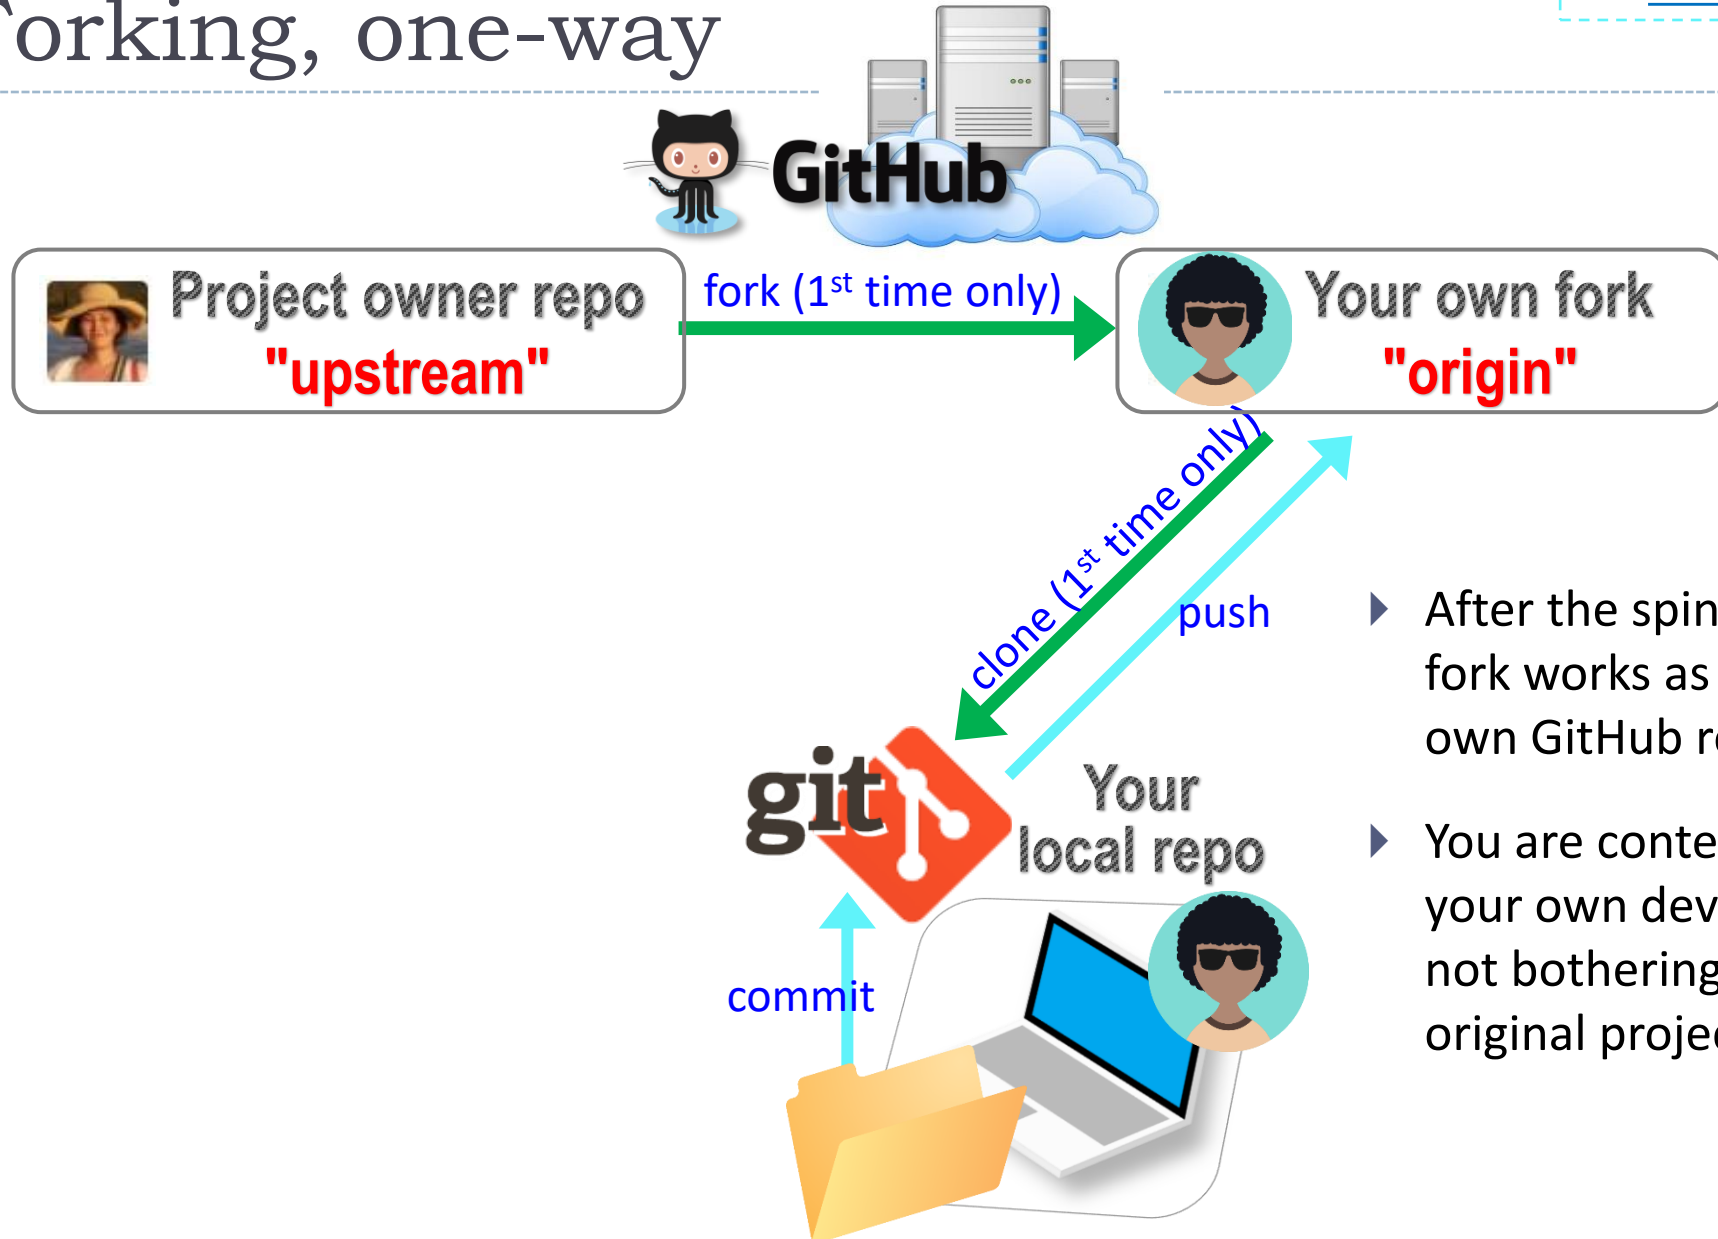 orking, one-way
GitHub
Project owner repo
"upstream"
fork (1st time only)
Your own fork
"origin"
clone (1st time only)
push
After the spin
fork works as
own GitHub re
git
Your
local repo
You are conte
your own dev
not bothering
original projec
commit